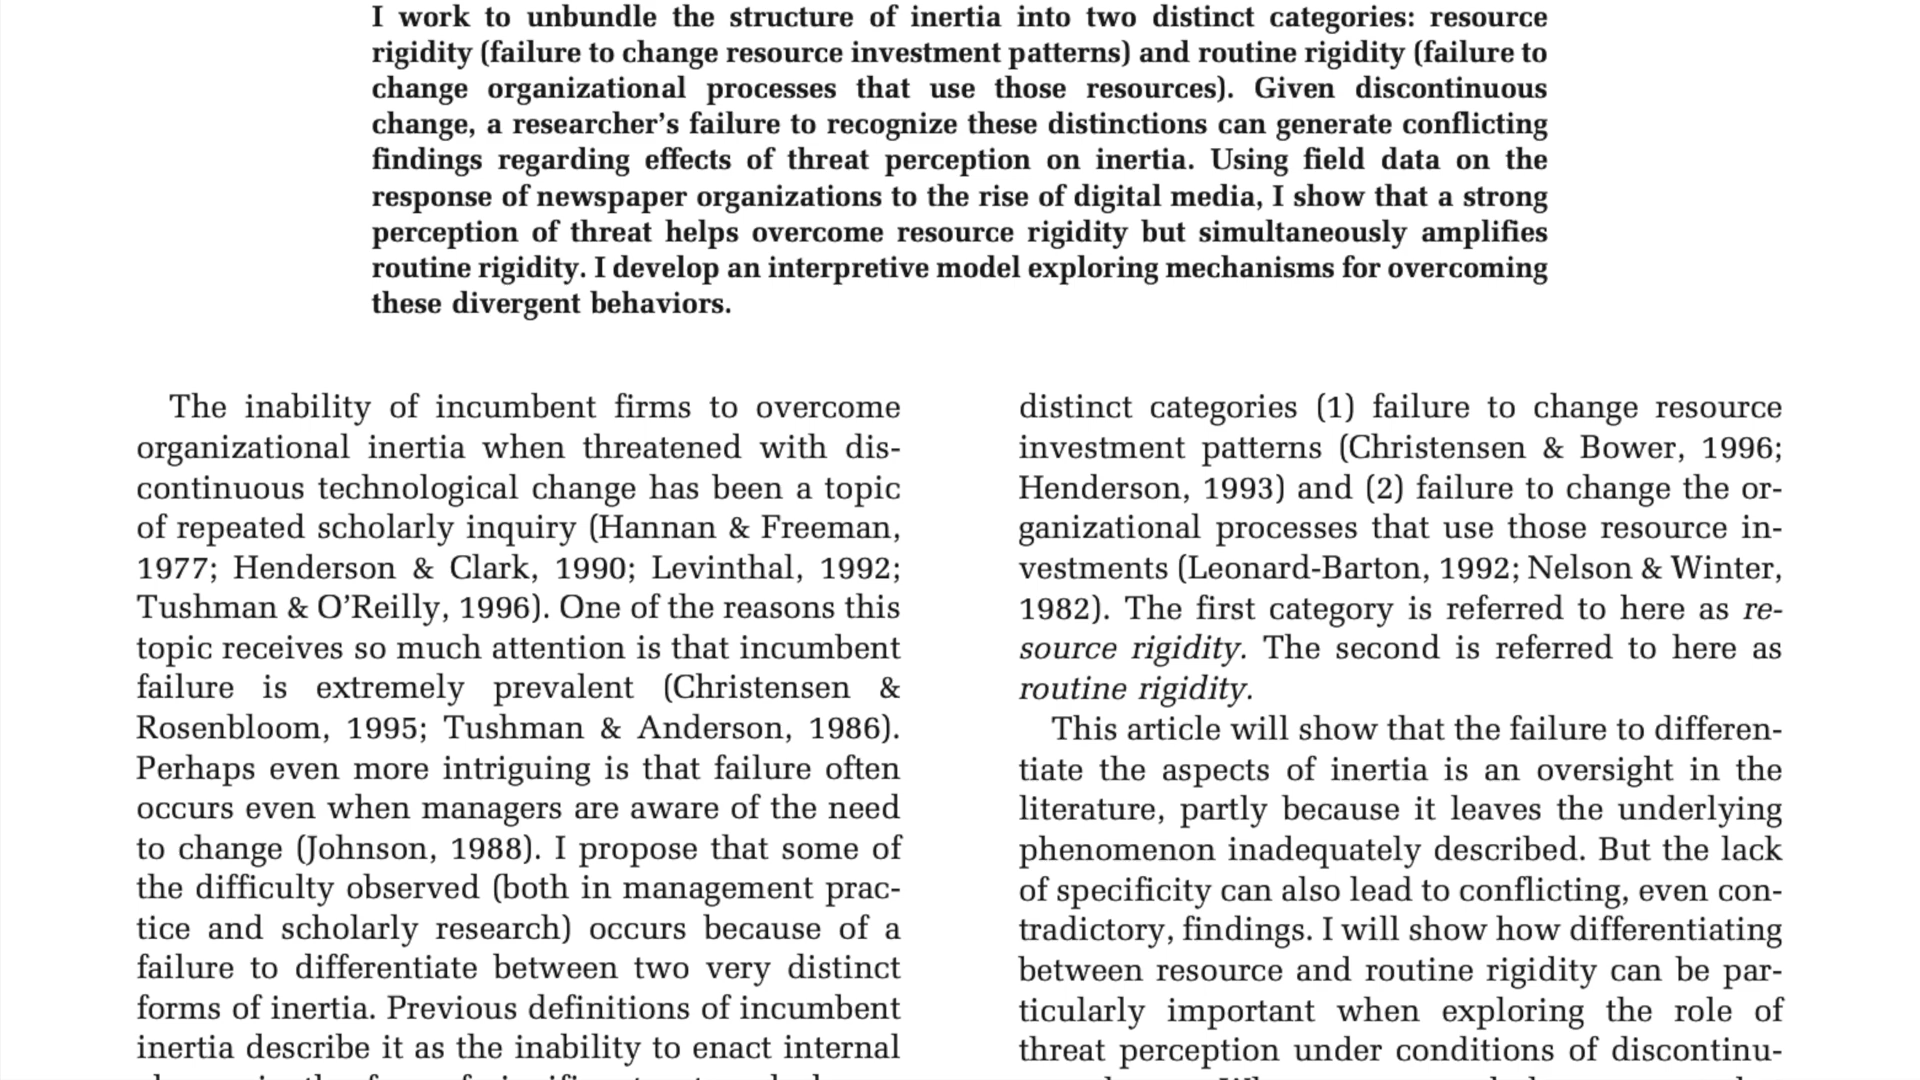 I work to unbundle the structure of inertia into two distinct categories: resource
rigidity (failure to change resource investment patterns) and routine rigidity (failure to
change organizational processes that use those resources). Given discontinuous
change, a researcher’s failure to recognize these distinctions can generate conflicting
findings regarding effects of threat perception on inertia. Using field data on the
response of newspaper organizations to the rise of digital media, I show that a strong
perception of threat helps overcome resource rigidity but simultaneously amplifies
routine rigidity. I develop an interpretive model exploring mechanisms for overcoming
these divergent behaviors.
The inability of incumbent firms to overcome
organizational inertia when threatened with dis-
continuous technological change has been a topic
of repeated scholarly inquiry (Hannan & Freeman,
1977; Henderson & Clark, 1990; Levinthal, 1992;
Tushman & O’Reilly, 1996). One of the reasons this
topic receives so much attention is that incumbent
failure is extremely prevalent (Christensen &
Rosenbloom, 1995; Tushman & Anderson, 1986).
Perhaps even more intriguing is that failure often
occurs even when managers are aware of the need
to change (Johnson, 1988). I propose that some of
the difficulty observed (both in management prac-
tice and scholarly research) occurs because of a
failure to differentiate between two very distinct
forms of inertia. Previous definitions of incumbent
inertia describe it as the inability to enact internal
distinct categories (1) failure to change resource
investment patterns (Christensen & Bower, 1996;
Henderson, 1993) and (2) failure to change the or-
ganizational processes that use those resource in-
vestments (Leonard-Barton, 1992; Nelson & Winter,
1982). The first category is referred to here as re-
source rigidity. The second is referred to here as
routine rigidity.
This article will show that the failure to differen-
tiate the aspects of inertia is an oversight in the
literature, partly because it leaves the underlying
phenomenon inadequately described. But the lack
of specificity can also lead to conflicting, even con-
tradictory, findings. I will show how differentiating
between resource and routine rigidity can be par-
ticularly important when exploring the role of
threat perception under conditions of discontinu-